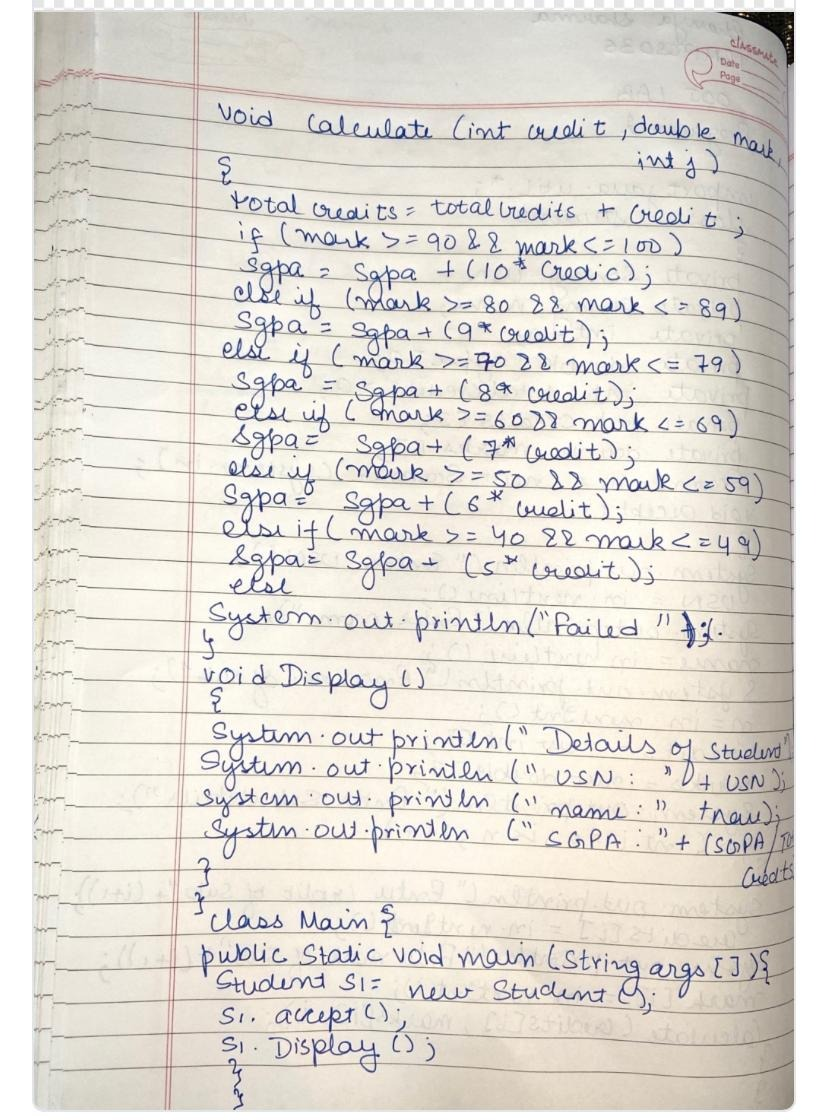 classmate
Date
Page
void calculate (int credit, double mark,
int j)
{
total credits = total credits + credit;
if (mark >= 90 && mark <= 100)
Sgpa = Sgpa + (10* credic);
else if (mark >= 80 && mark <= 89)
Sgpa = Sgpa + (9* credit);
else if (mark >= 70 && mark <= 79)
Sgpa = Sgpa + (8* credit);
else if (mark >= 60 && mark <= 69)
Sgpa = Sgpa + (7* credit);
else if (mark >= 50 && mark <= 59)
Sgpa = Sgpa + (6* credit);
else if (mark >= 40 && mark <= 49)
Sgpa = Sgpa + (5* credit);
else
System.out.println("Failed ");
}
void Display ()
{
System.out println(" Details of Student"
System.out.println (" USN: " + USN);
System.out.println (" name: " + name);
System.out.println (" SGPA: " + (SGPA/To
Credits
}
}
class Main {
public Static void main (String args []){
Student S1 = new Student ();
S1. accept ();
S1. Display ();
}
}